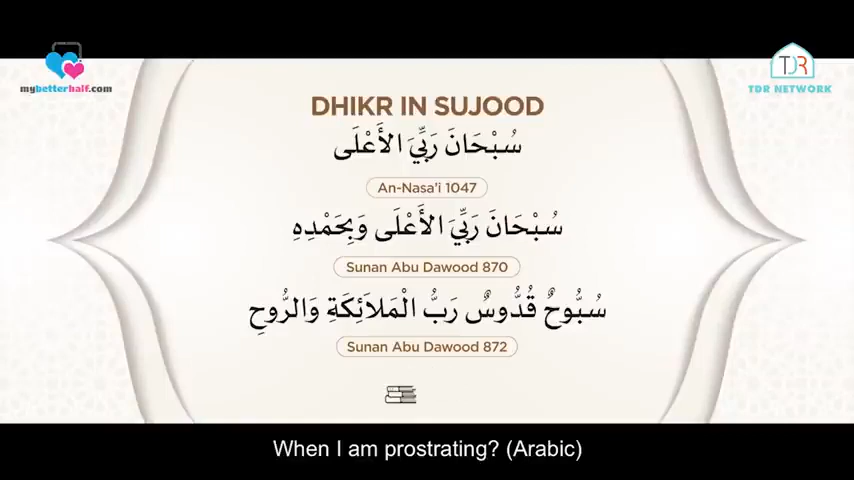 mybetterhalf.com
TDR
TDR NETWORK
DHIKR IN SUJOOD
سُبْحَانَ رَبِّيَ الأَعْلَى
An-Nasa'i 1047
سُبْحَانَ رَبِّيَ الأَعْلَى وَبِحَمْدِهِ
Sunan Abu Dawood 870
سُبُّوحٌ قُدُّوسٌ رَبُّ الْمَلاَئِكَةِ وَالرُّوحِ
Sunan Abu Dawood 872
When I am prostrating? (Arabic)